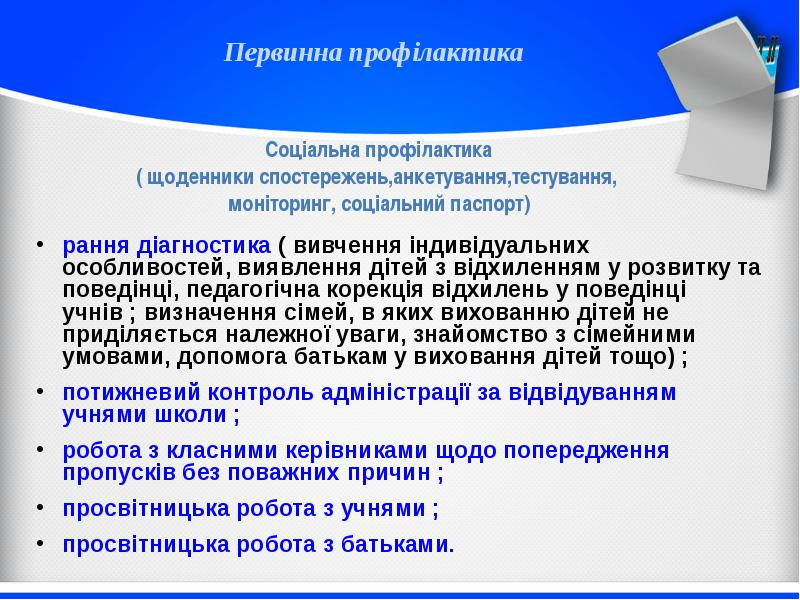 Первинна профілактика
Соціальна профілактика
( щоденники спостережень,анкетування,тестування,
моніторинг, соціальний паспорт)
• рання діагностика ( вивчення індивідуальних
особливостей, виявлення дітей з відхиленням у розвитку та
поведінці, педагогічна корекція відхилень у поведінці
учнів ; визначення сімей, в яких вихованню дітей не
приділяється належної уваги, знайомство з сімейними
умовами, допомога батькам у виховання дітей тощо) ;
• потижневий контроль адміністрації за відвідуванням
учнями школи ;
• робота з класними керівниками щодо попередження
пропусків без поважних причин ;
• просвітницька робота з учнями ;
• просвітницька робота з батьками.